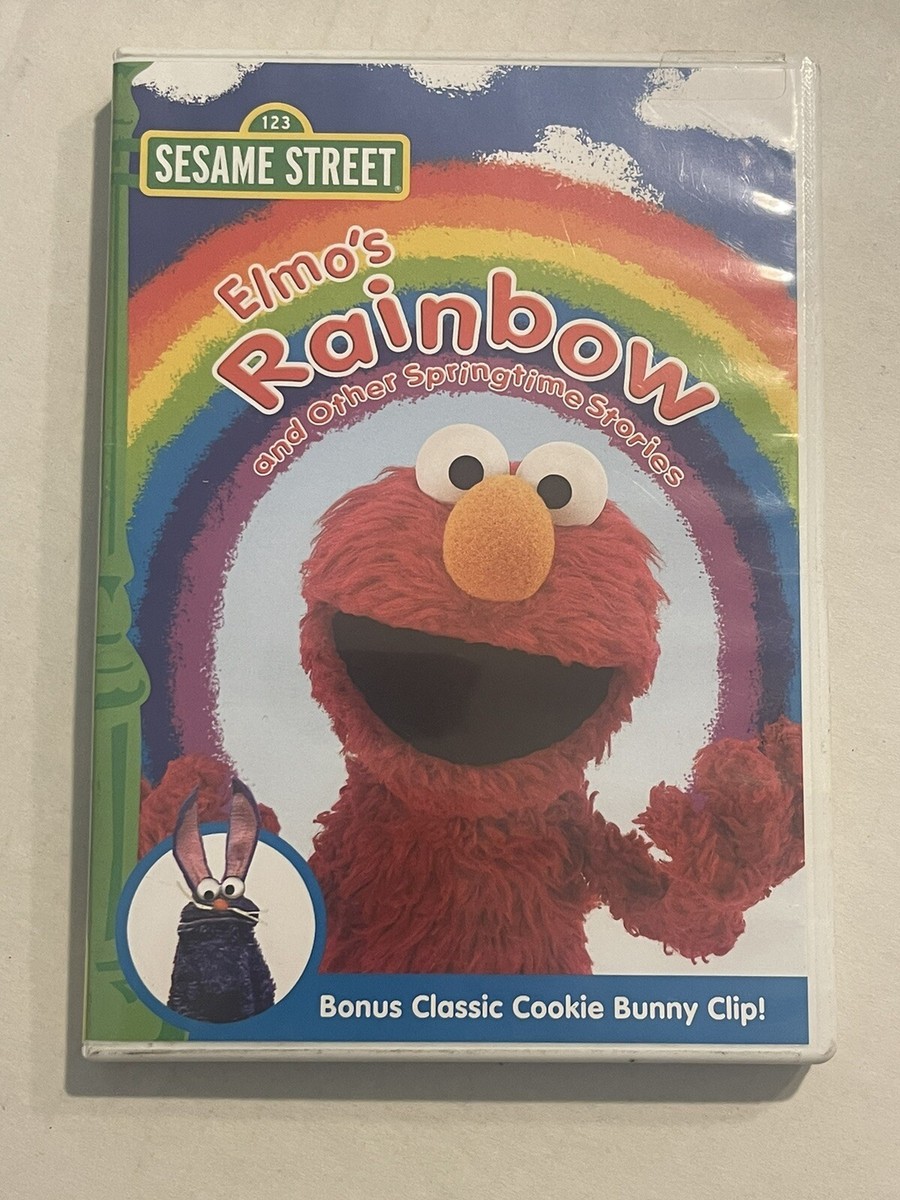 123
SESAME STREET®
Elmo's
Rainbow
and Other Springtime Stories
Bonus Classic Cookie Bunny Clip!